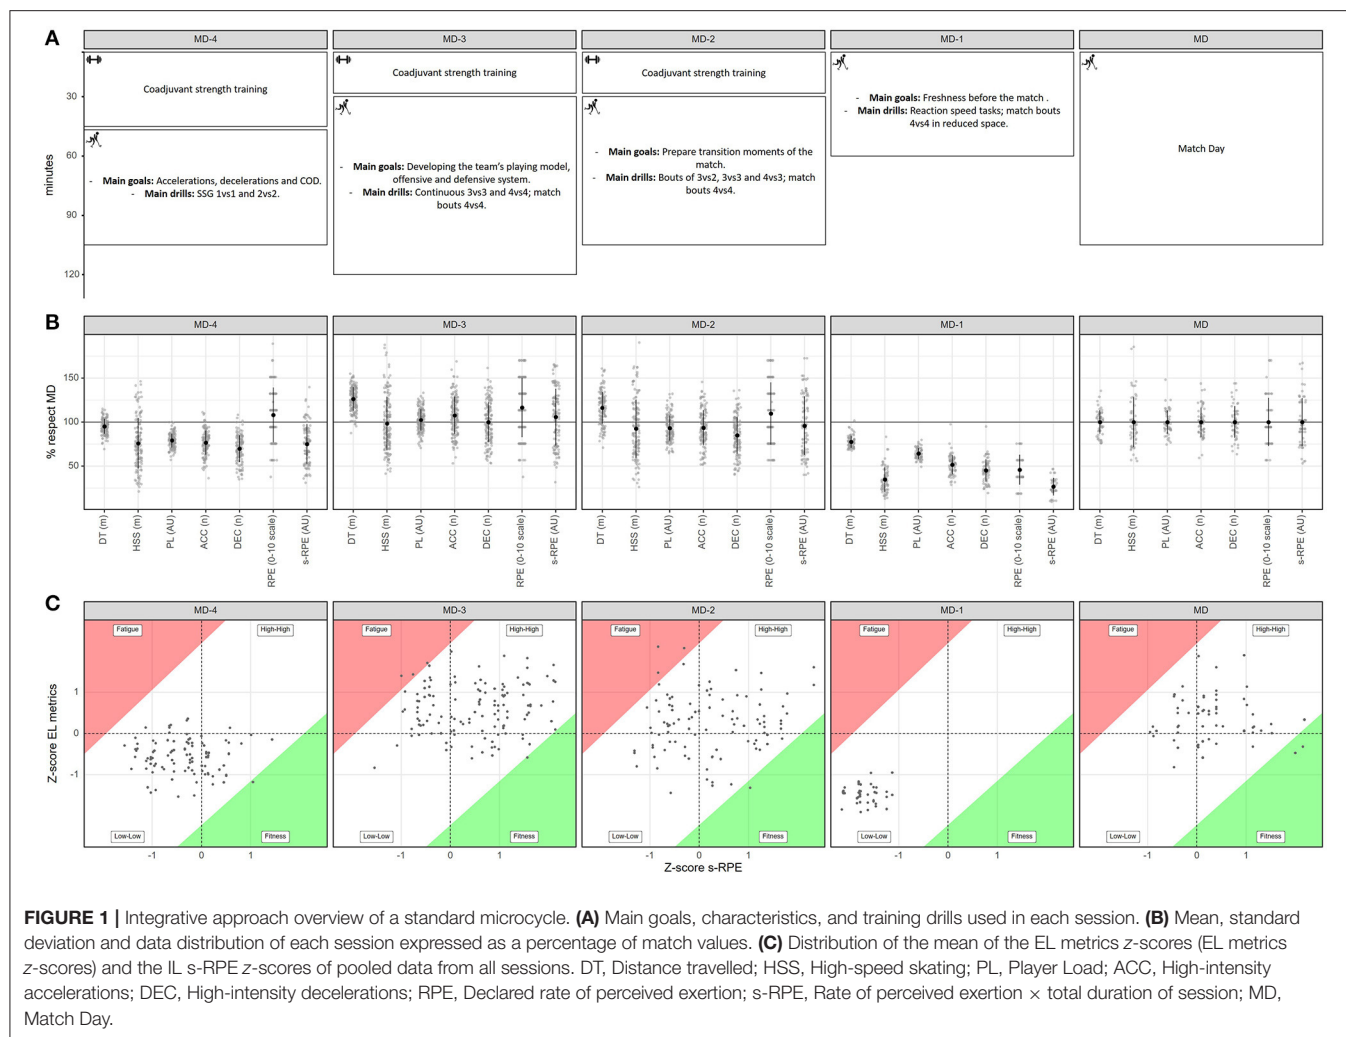 A
MD-4
MD-3
MD-2
MD-1
MD
minutes
30
60
90
120
Coadjuvant strength training
- Main goals: Accelerations, decelerations and COD.
- Main drills: SSG 1vs1 and 2vs2.
Coadjuvant strength training
- Main goals: Developing the team's playing model,
offensive and defensive system.
- Main drills: Continuous 3vs3 and 4vs4; match
bouts 4vs4.
Coadjuvant strength training
- Main goals: Prepare transition moments of the
match.
- Main drills: Bouts of 3vs2, 3vs3 and 4vs3; match
bouts 4vs4.
- Main goals: Freshness before the match .
- Main drills: Reaction speed tasks; match bouts
4vs4 in reduced space.
Match Day
B
MD-4
MD-3
MD-2
MD-1
MD
% respect MD
150
100
50
DT (m)
HSS (m)
PL (AU)
ACC (n)
DEC (n)
RPE (0-10 scale)
s-RPE (AU)
DT (m)
HSS (m)
PL (AU)
ACC (n)
DEC (n)
RPE (0-10 scale)
s-RPE (AU)
DT (m)
HSS (m)
PL (AU)
ACC (n)
DEC (n)
RPE (0-10 scale)
s-RPE (AU)
DT (m)
HSS (m)
PL (AU)
ACC (n)
DEC (n)
RPE (0-10 scale)
s-RPE (AU)
DT (m)
HSS (m)
PL (AU)
ACC (n)
DEC (n)
RPE (0-10 scale)
s-RPE (AU)
C
MD-4
MD-3
MD-2
MD-1
MD
Z-score EL metrics
1
0
-1
Fatigue
High-High
Low-Low
Fitness
Fatigue
High-High
Low-Low
Fitness
Fatigue
High-High
Low-Low
Fitness
Fatigue
High-High
Low-Low
Fitness
Fatigue
High-High
Low-Low
Fitness
-1 0 1
-1 0 1
-1 0 1
-1 0 1
-1 0 1
Z-score s-RPE
FIGURE 1 | Integrative approach overview of a standard microcycle. (A) Main goals, characteristics, and training drills used in each session. (B) Mean, standard
deviation and data distribution of each session expressed as a percentage of match values. (C) Distribution of the mean of the EL metrics z-scores (EL metrics
z-scores) and the IL s-RPE z-scores of pooled data from all sessions. DT, Distance travelled; HSS, High-speed skating; PL, Player Load; ACC, High-intensity
accelerations; DEC, High-intensity decelerations; RPE, Declared rate of perceived exertion; s-RPE, Rate of perceived exertion × total duration of session; MD,
Match Day.